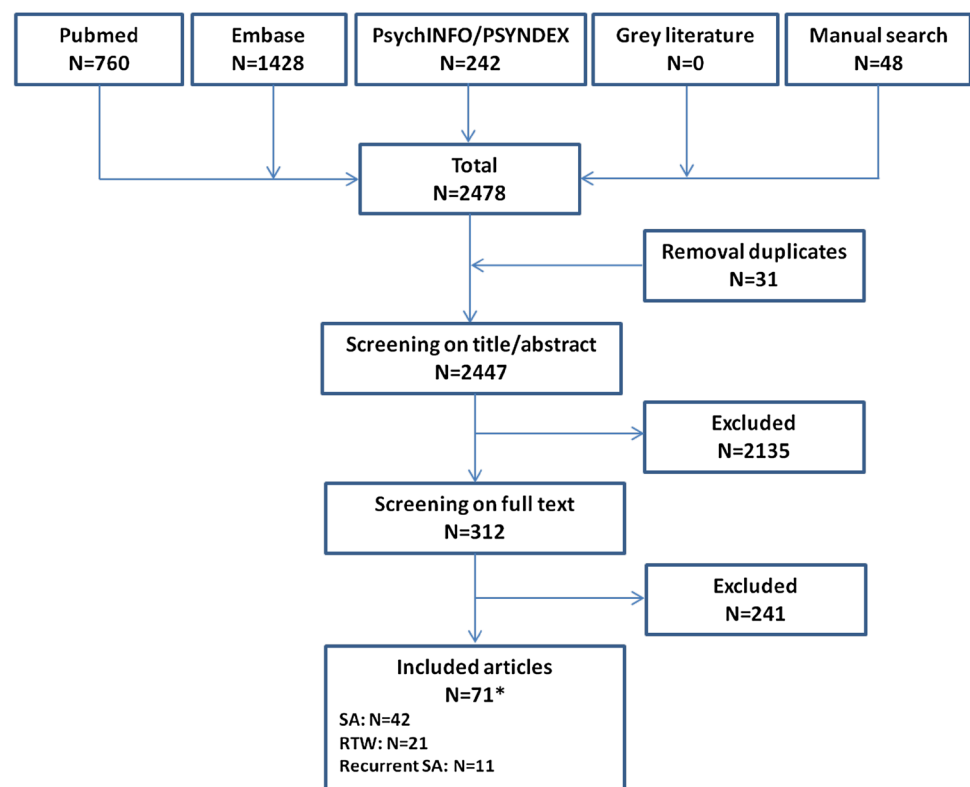 Pubmed
N=760
Embase
N=1428
PsychINFO/PSYNDEX
N=242
Grey literature
N=0
Manual search
N=48
Total
N=2478
Removal duplicates
N=31
Screening on title/abstract
N=2447
Excluded
N=2135
Screening on full text
N=312
Excluded
N=241
Included articles
N=71*
SA: N=42
RTW: N=21
Recurrent SA: N=11